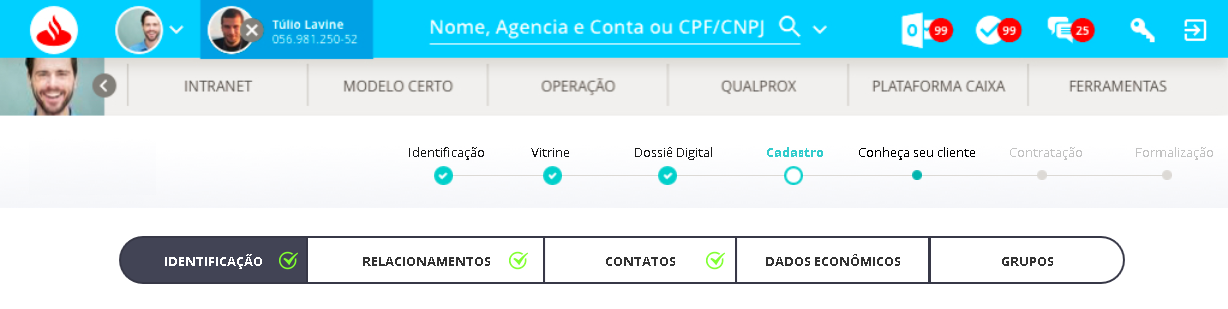 Túlio Lavine
056.981.250-52
Nome, Agencia e Conta ou CPF/CNPJ
99
99
25
INTRANET
MODELO CERTO
OPERAÇÃO
QUALPROX
PLATAFORMA CAIXA
FERRAMENTAS
Identificação
Vitrine
Dossiê Digital
Cadastro
Conheça seu cliente
Contratação
Formalização
IDENTIFICAÇÃO
RELACIONAMENTOS
CONTATOS
DADOS ECONÔMICOS
GRUPOS